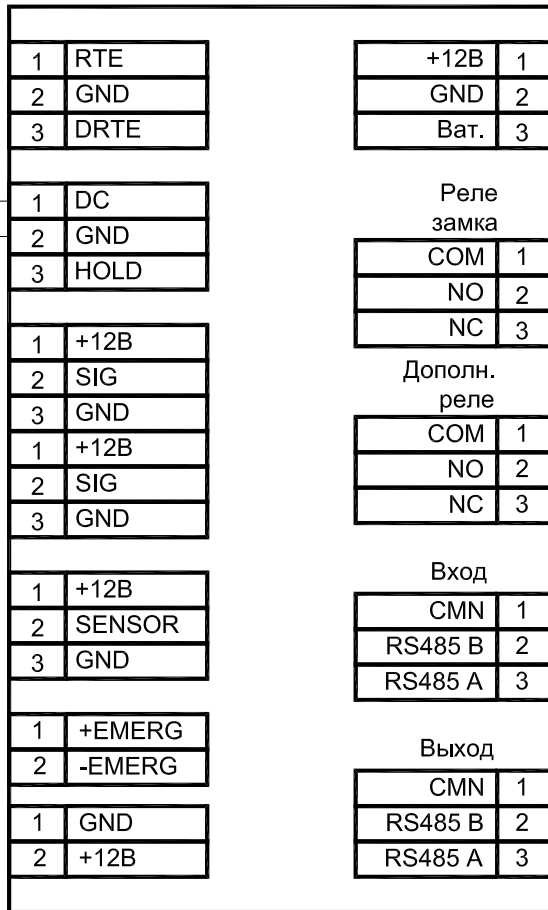 1 RTE
2 GND
3 DRTE
1 DC
2 GND
3 HOLD
1 +12В
2 SIG
3 GND
1 +12В
2 SIG
3 GND
1 +12В
2 SENSOR
3 GND
1 +EMERG
2 -EMERG
1 GND
2 +12В
+12В 1
GND 2
Bат. 3
Реле
замка
COM 1
NO 2
NC 3
Дополн.
реле
COM 1
NO 2
NC 3
Вход
CMN 1
RS485 B 2
RS485 A 3
Выход
CMN 1
RS485 B 2
RS485 A 3